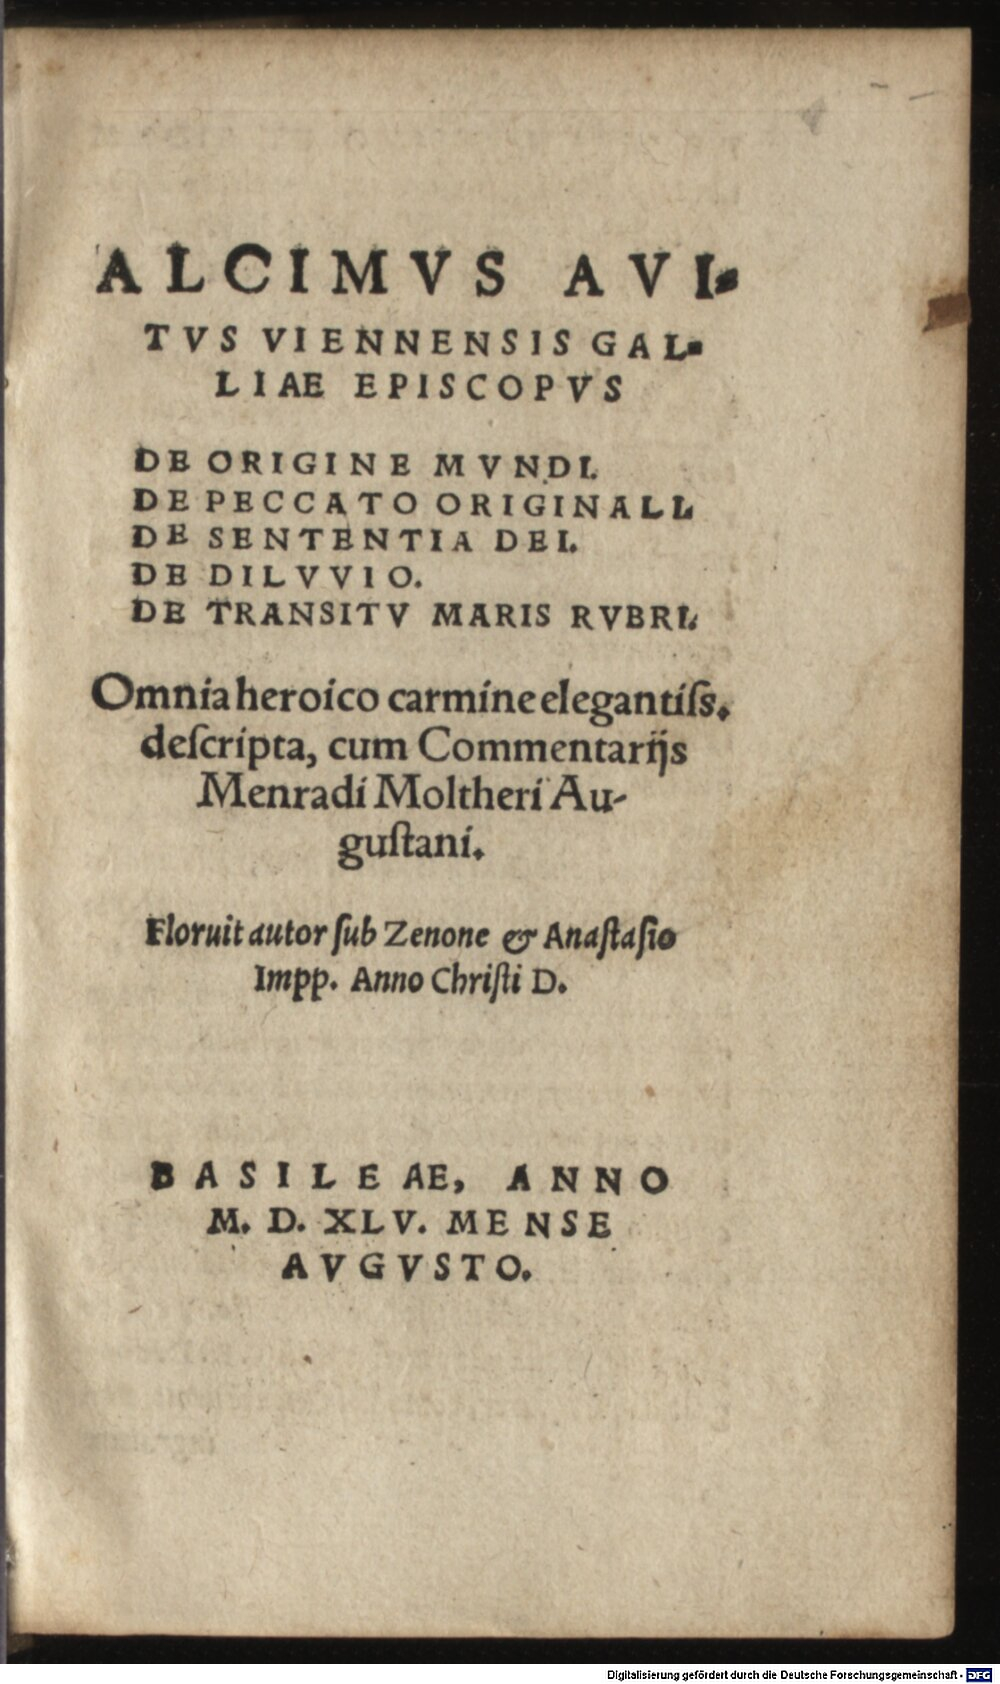 ALCIMVS AVI-
TVS VIENNENSIS GAL-
LIAE EPISCOPVS
DE ORIGINE MVNDI.
DE PECCATO ORIGINALI.
DE SENTENTIA DEI.
DE DILVVIO.
DE TRANSITV MARIS RVBRI.
Omnia heroico carmine elegantiſs.
deſcripta, cum Commentarijs
Menradi Moltheri Au-
guſtani.
Floruit autor ſub Zenone & Anaſtaſio
Impp. Anno Chriſti D.
BASILEAE, ANNO
M. D. XLV. MENSE
AVGVSTO.
Digitalisierung gefördert durch die Deutsche Forschungsgemeinschaft - DFG